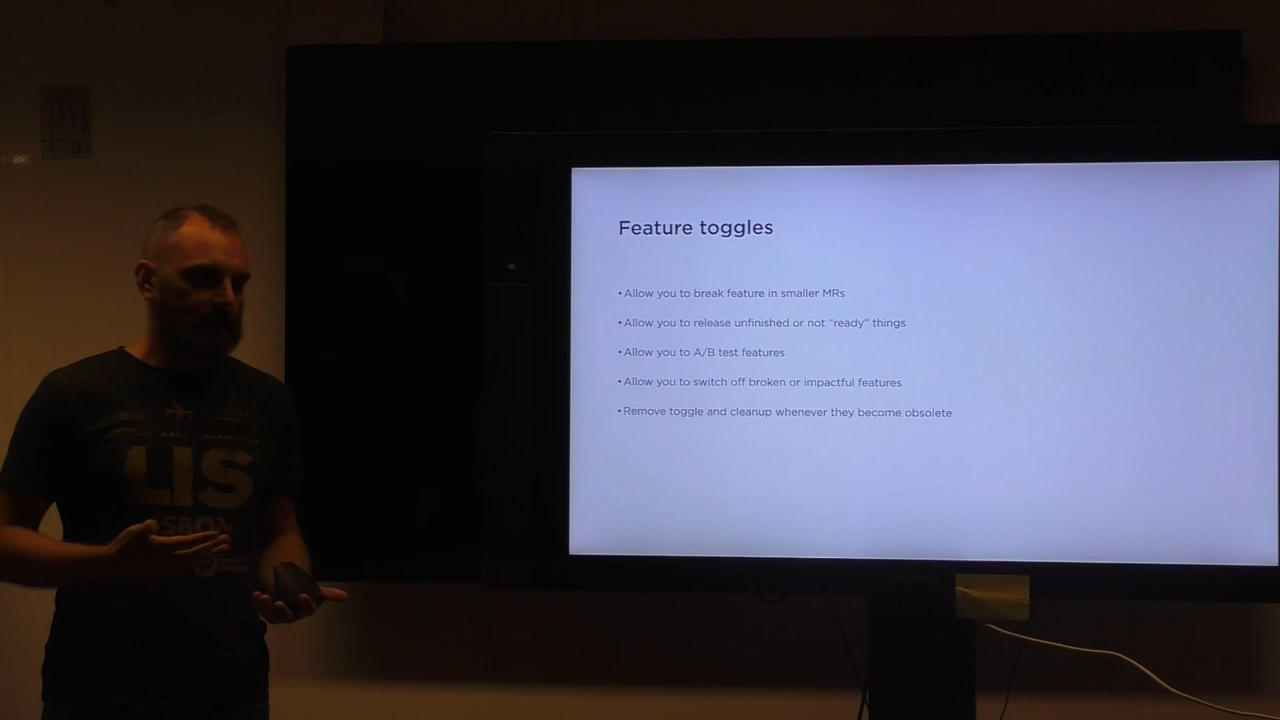 Feature toggles
•Allow you to break feature in smaller MRs
•Allow you to release unfinished or not “ready” things
•Allow you to A/B test features
•Allow you to switch off broken or impactful features
•Remove toggle and cleanup whenever they become obsolete
LIS